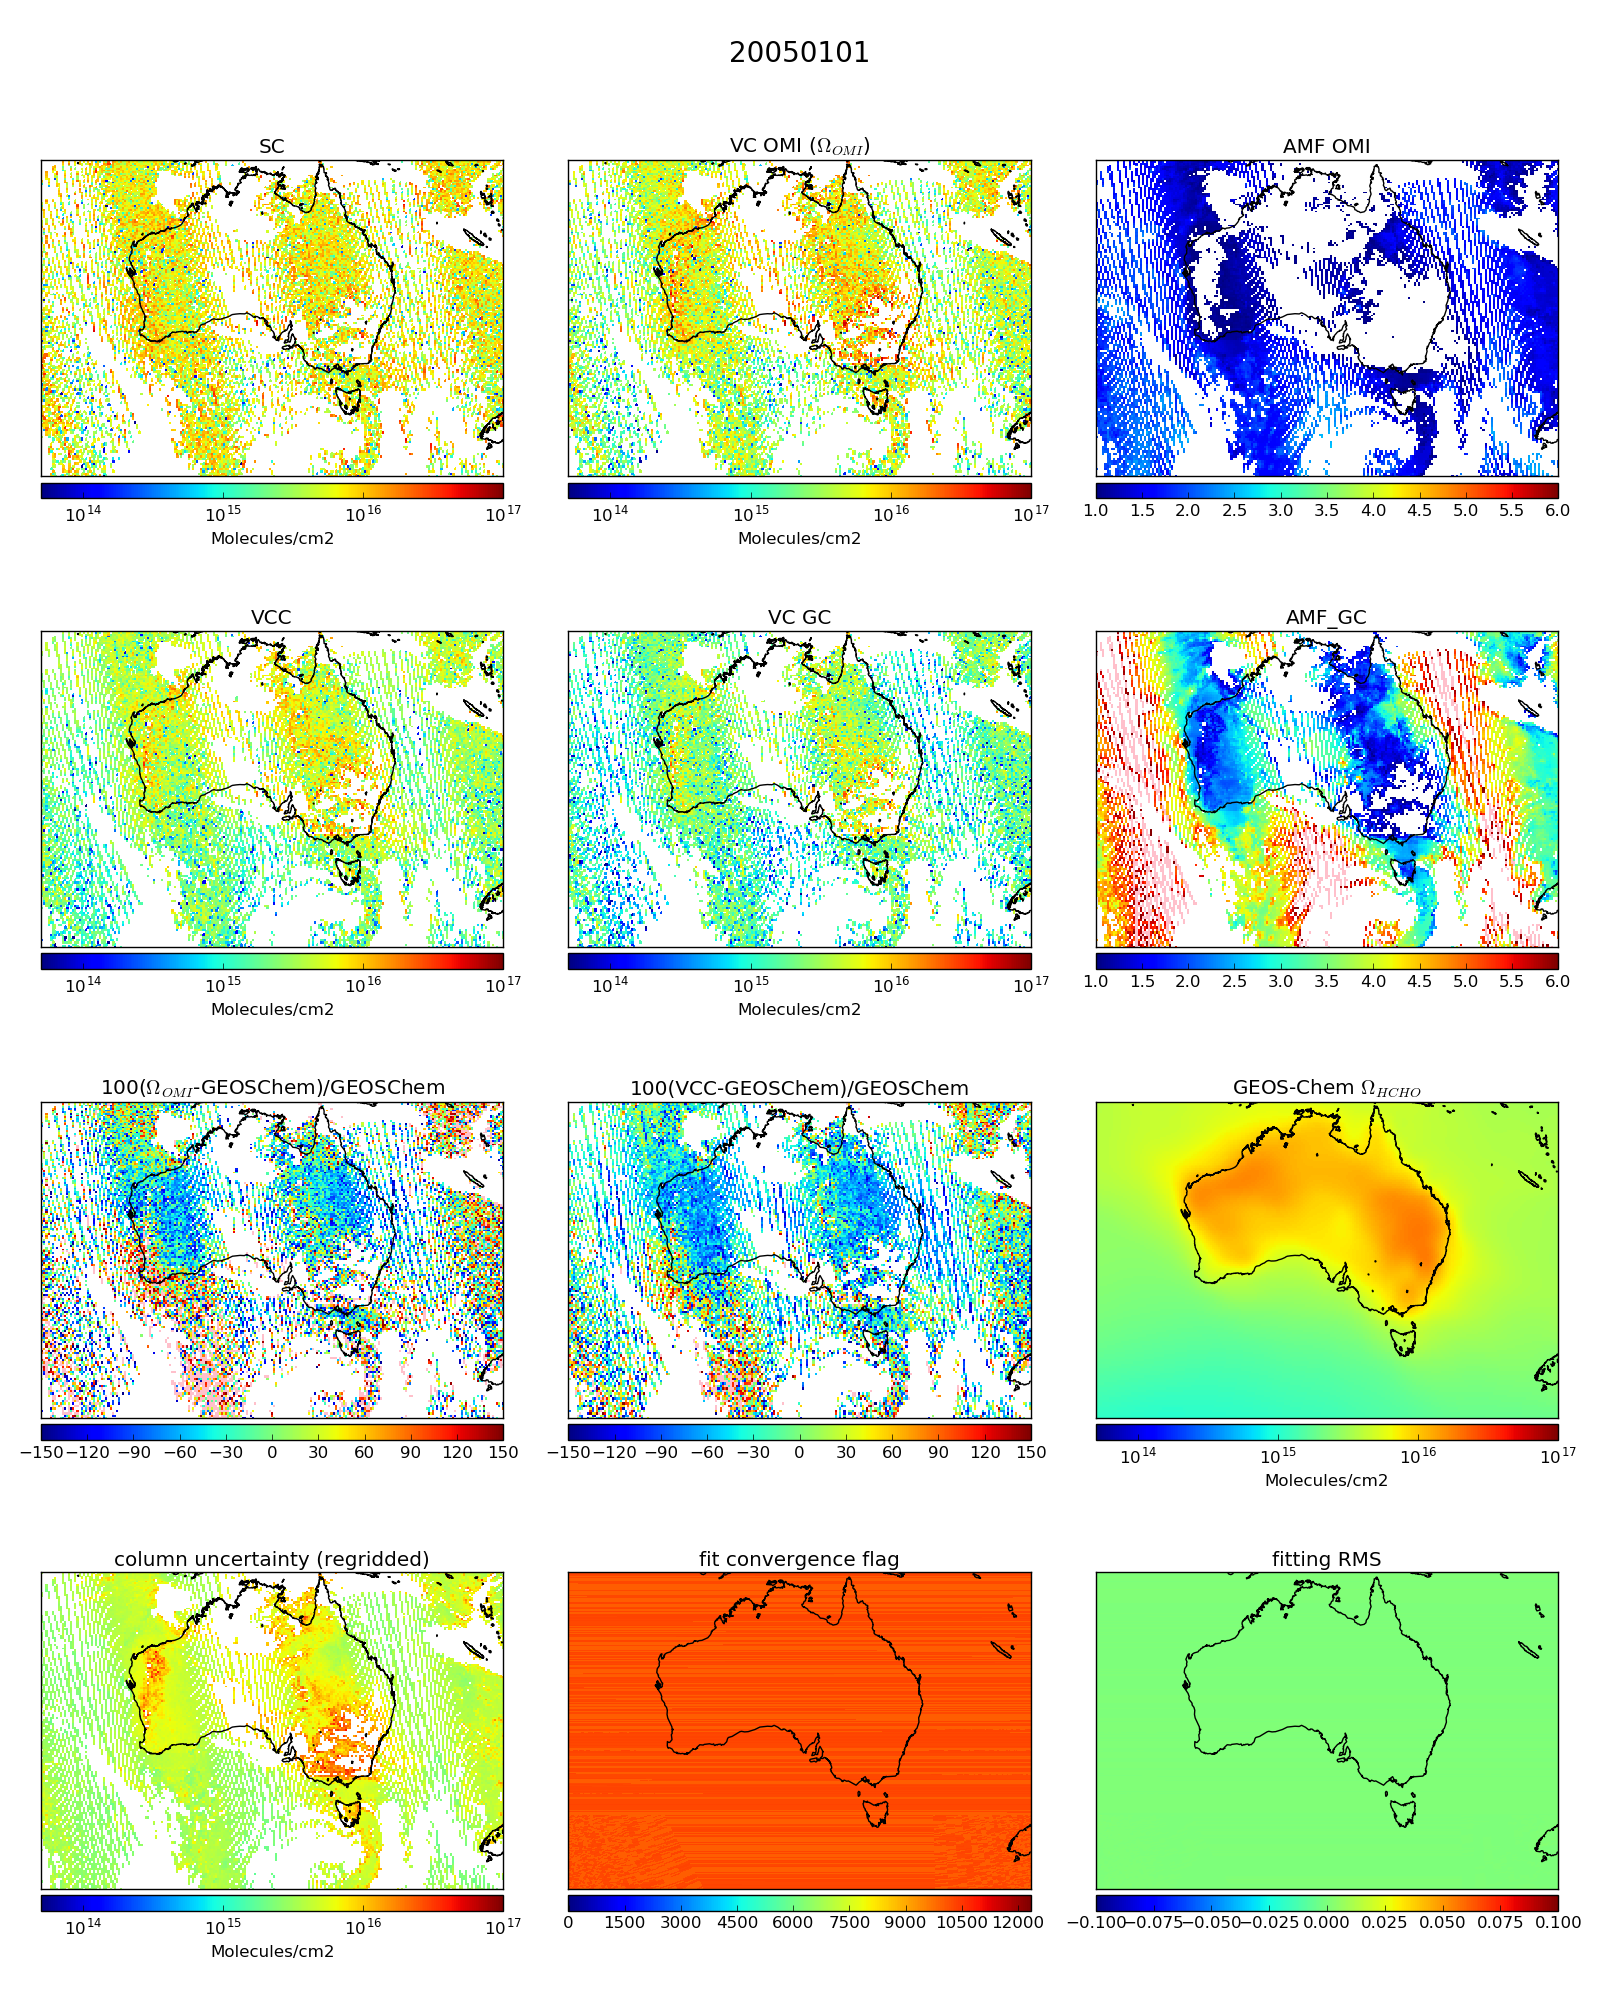 20050101
SC
VC OMI (Ω_OMI)
AMF OMI
10^14 10^15 10^16 10^17
Molecules/cm2
10^14 10^15 10^16 10^17
Molecules/cm2
1.0 1.5 2.0 2.5 3.0 3.5 4.0 4.5 5.0 5.5 6.0
VCC
VC GC
AMF_GC
10^14 10^15 10^16 10^17
Molecules/cm2
10^14 10^15 10^16 10^17
Molecules/cm2
1.0 1.5 2.0 2.5 3.0 3.5 4.0 4.5 5.0 5.5 6.0
100(Ω_OMI-GEOSChem)/GEOSChem
100(VCC-GEOSChem)/GEOSChem
GEOS-Chem Ω_HCHO
−150 −120 −90 −60 −30 0 30 60 90 120 150
−150 −120 −90 −60 −30 0 30 60 90 120 150
10^14 10^15 10^16 10^17
Molecules/cm2
column uncertainty (regridded)
fit convergence flag
fitting RMS
10^14 10^15 10^16 10^17
Molecules/cm2
0 1500 3000 4500 6000 7500 9000 10500 12000
−0.100 −0.075 −0.050 −0.025 0.000 0.025 0.050 0.075 0.100